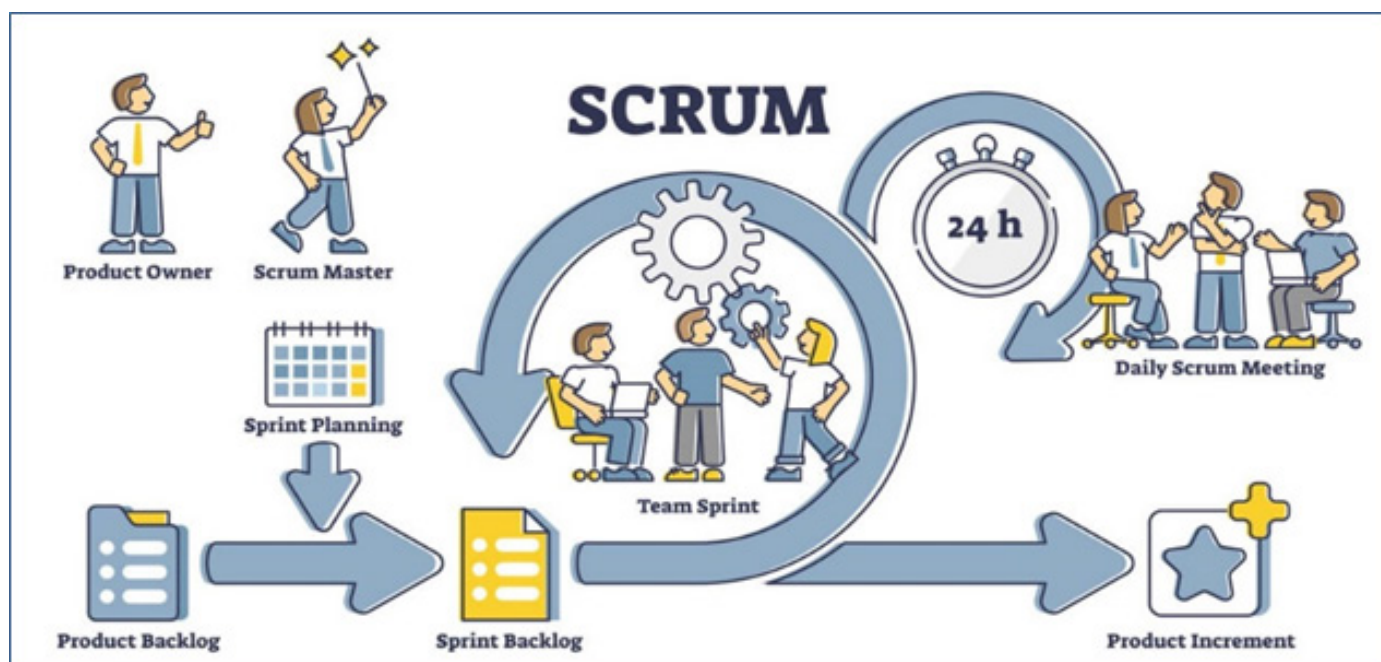 SCRUM
24 h
Product Owner
Scrum Master
Daily Scrum Meeting
Sprint Planning
Team Sprint
Product Backlog
Sprint Backlog
Product Increment